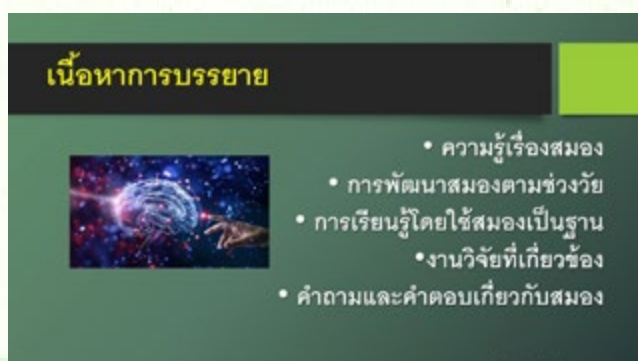 เนื้อหาการบรรยาย
• ความรู้เรื่องสมอง
• การพัฒนาสมองตามช่วงวัย
• การเรียนรู้โดยใช้สมองเป็นฐาน
•งานวิจัยที่เกี่ยวข้อง
• คำถามและคำตอบเกี่ยวกับสมอง